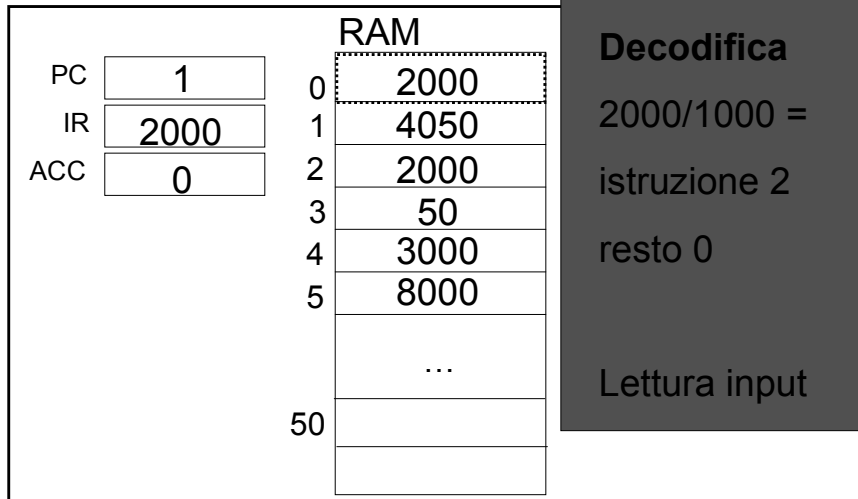 RAM
PC 1
IR 2000
ACC 0
0 2000
1 4050
2 2000
3 50
4 3000
5 8000
...
50
Decodifica
2000/1000 =
istruzione 2
resto 0
Lettura input